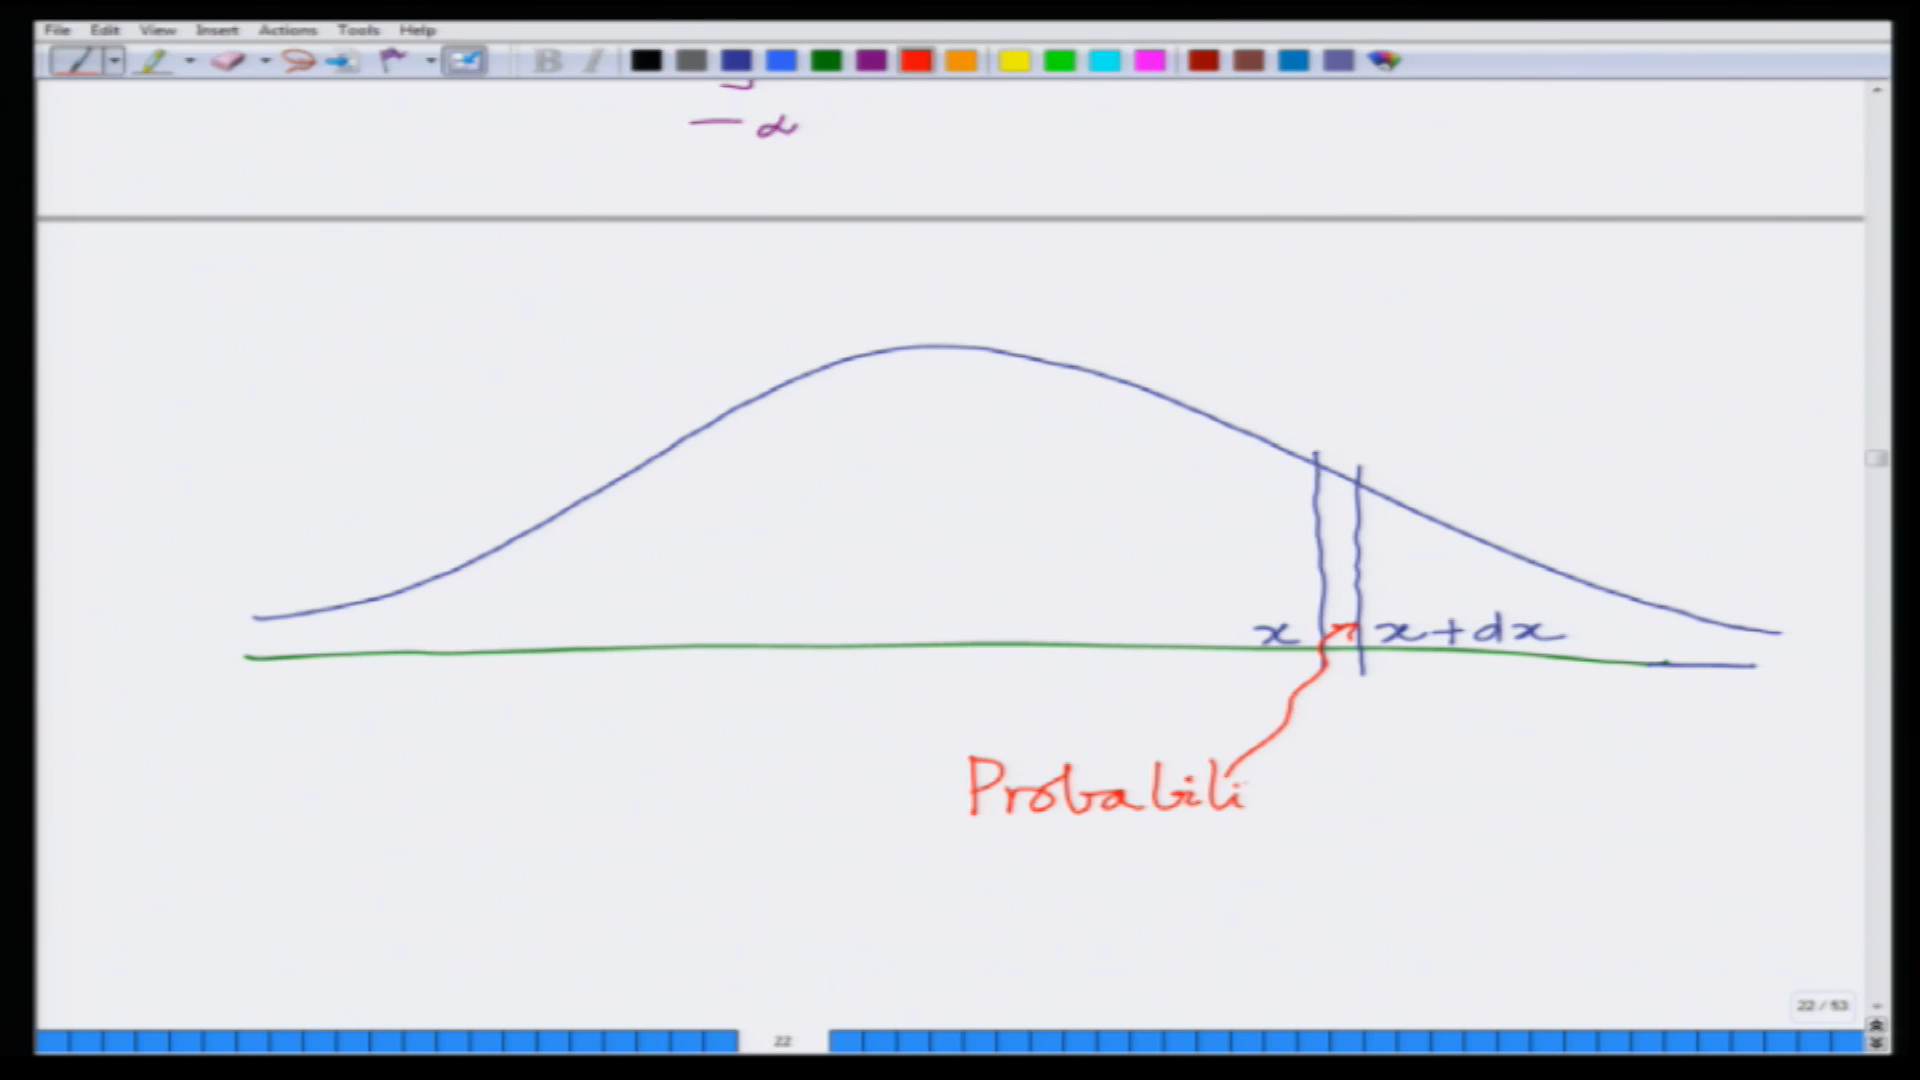 File Edit View Insert Actions Tools Help
B I
- α
x x+dx
Probabili
22 / 53
22